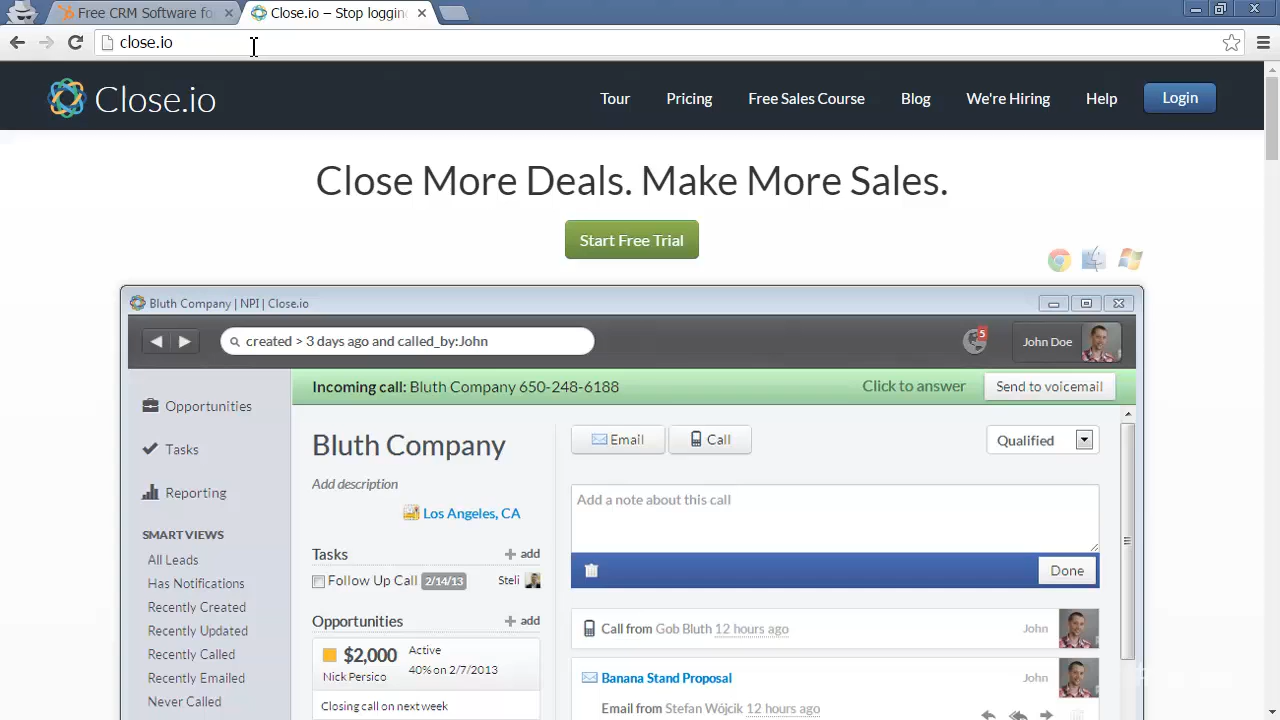 Free CRM Software fo
Close.io – Stop loggin
close.io
Close.io
Tour
Pricing
Free Sales Course
Blog
We're Hiring
Help
Login
Close More Deals. Make More Sales.
Start Free Trial
Bluth Company | NPI | Close.io
created > 3 days ago and called_by:John
5
John Doe
Incoming call: Bluth Company 650-248-6188
Click to answer
Send to voicemail
Opportunities
Tasks
Reporting
SMART VIEWS
All Leads
Has Notifications
Recently Created
Recently Updated
Recently Called
Recently Emailed
Never Called
Bluth Company
Add description
Los Angeles, CA
Tasks
+ add
Follow Up Call 2/14/13 Steli
Opportunities
+ add
$2,000
Active
40% on 2/7/2013
Nick Persico
Closing call on next week
Email
Call
Qualified
Add a note about this call
Done
Call from Gob Bluth 12 hours ago
John
Banana Stand Proposal
John
Email from Stefan Wójcik 12 hours ago